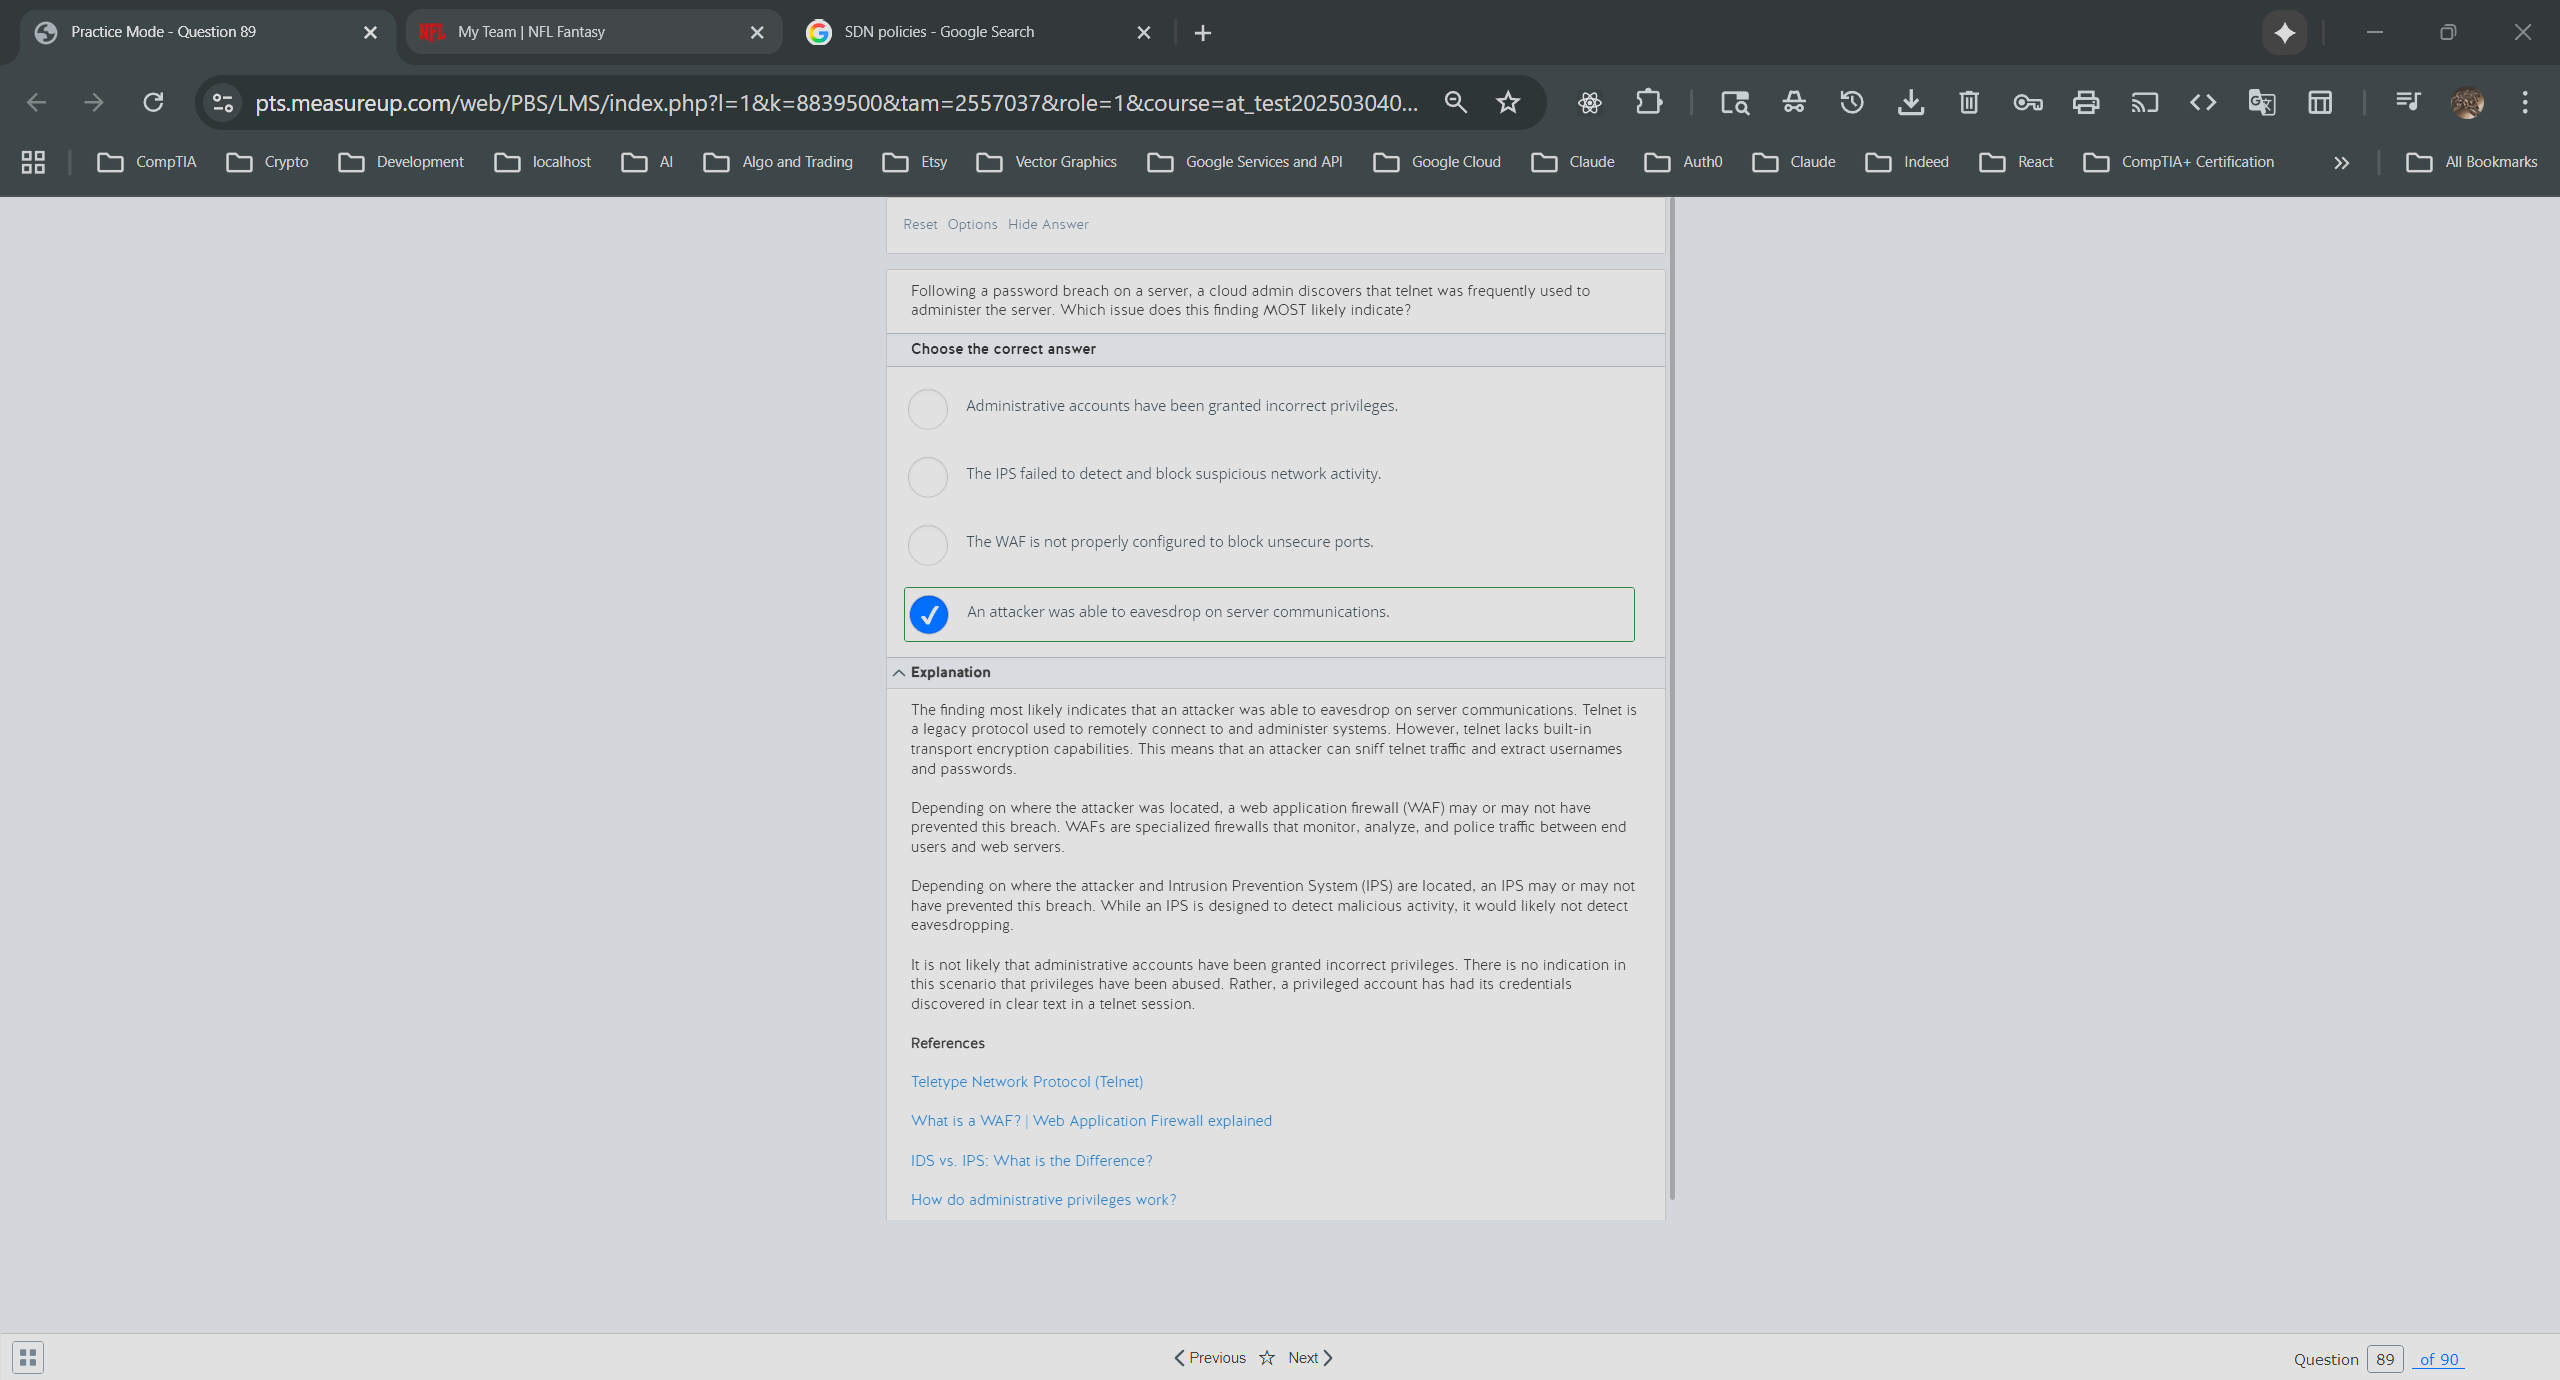 Practice Mode - Question 89
NFL
My Team | NFL Fantasy
SDN policies - Google Search
pts.measureup.com/web/PBS/LMS/index.php?l=1&k=8839500&tam=2557037&role=1&course=at_test202503040...
CompTIA
Crypto
Development
localhost
AI
Algo and Trading
Etsy
Vector Graphics
Google Services and API
Google Cloud
Claude
Auth0
Claude
Indeed
React
CompTIA+ Certification
All Bookmarks
Reset Options Hide Answer
Following a password breach on a server, a cloud admin discovers that telnet was frequently used to
administer the server. Which issue does this finding MOST likely indicate?
Choose the correct answer
Administrative accounts have been granted incorrect privileges.
The IPS failed to detect and block suspicious network activity.
The WAF is not properly configured to block unsecure ports.
An attacker was able to eavesdrop on server communications.
Explanation
The finding most likely indicates that an attacker was able to eavesdrop on server communications. Telnet is
a legacy protocol used to remotely connect to and administer systems. However, telnet lacks built-in
transport encryption capabilities. This means that an attacker can sniff telnet traffic and extract usernames
and passwords.
Depending on where the attacker was located, a web application firewall (WAF) may or may not have
prevented this breach. WAFs are specialized firewalls that monitor, analyze, and police traffic between end
users and web servers.
Depending on where the attacker and Intrusion Prevention System (IPS) are located, an IPS may or may not
have prevented this breach. While an IPS is designed to detect malicious activity, it would likely not detect
eavesdropping.
It is not likely that administrative accounts have been granted incorrect privileges. There is no indication in
this scenario that privileges have been abused. Rather, a privileged account has had its credentials
discovered in clear text in a telnet session.
References
Teletype Network Protocol (Telnet)
What is a WAF? | Web Application Firewall explained
IDS vs. IPS: What is the Difference?
How do administrative privileges work?
Previous
Next
Question 89 of 90